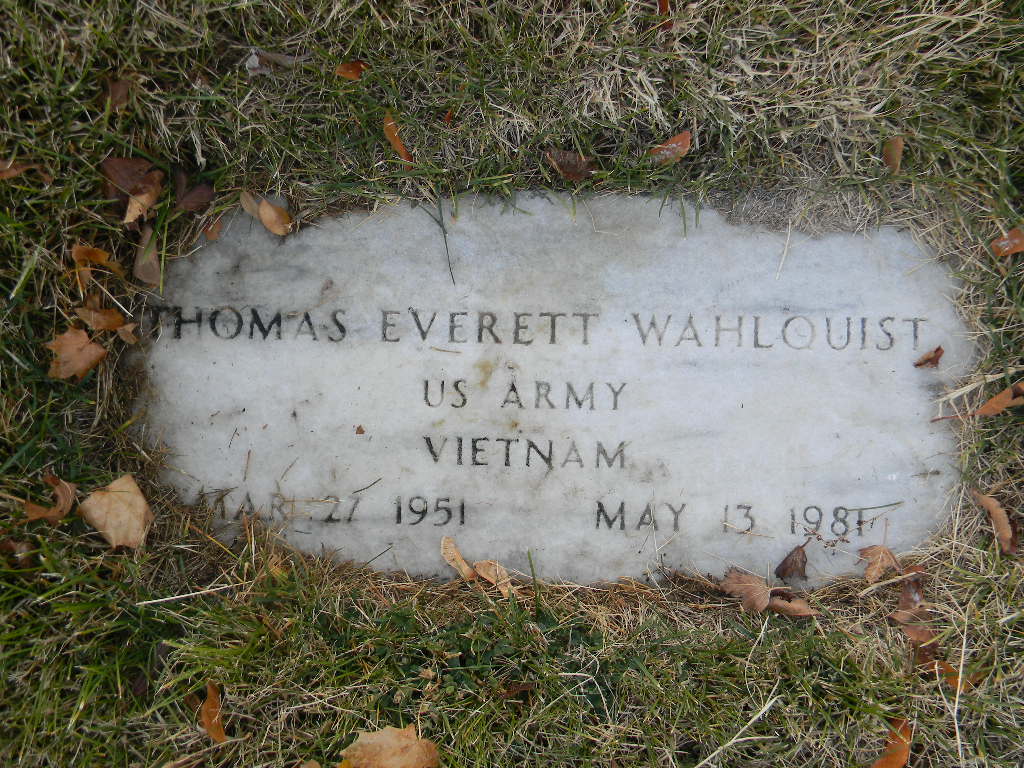 THOMAS EVERETT WAHLQUIST
US ARMY
VIETNAM
MAR 27 1951 MAY 13 1981